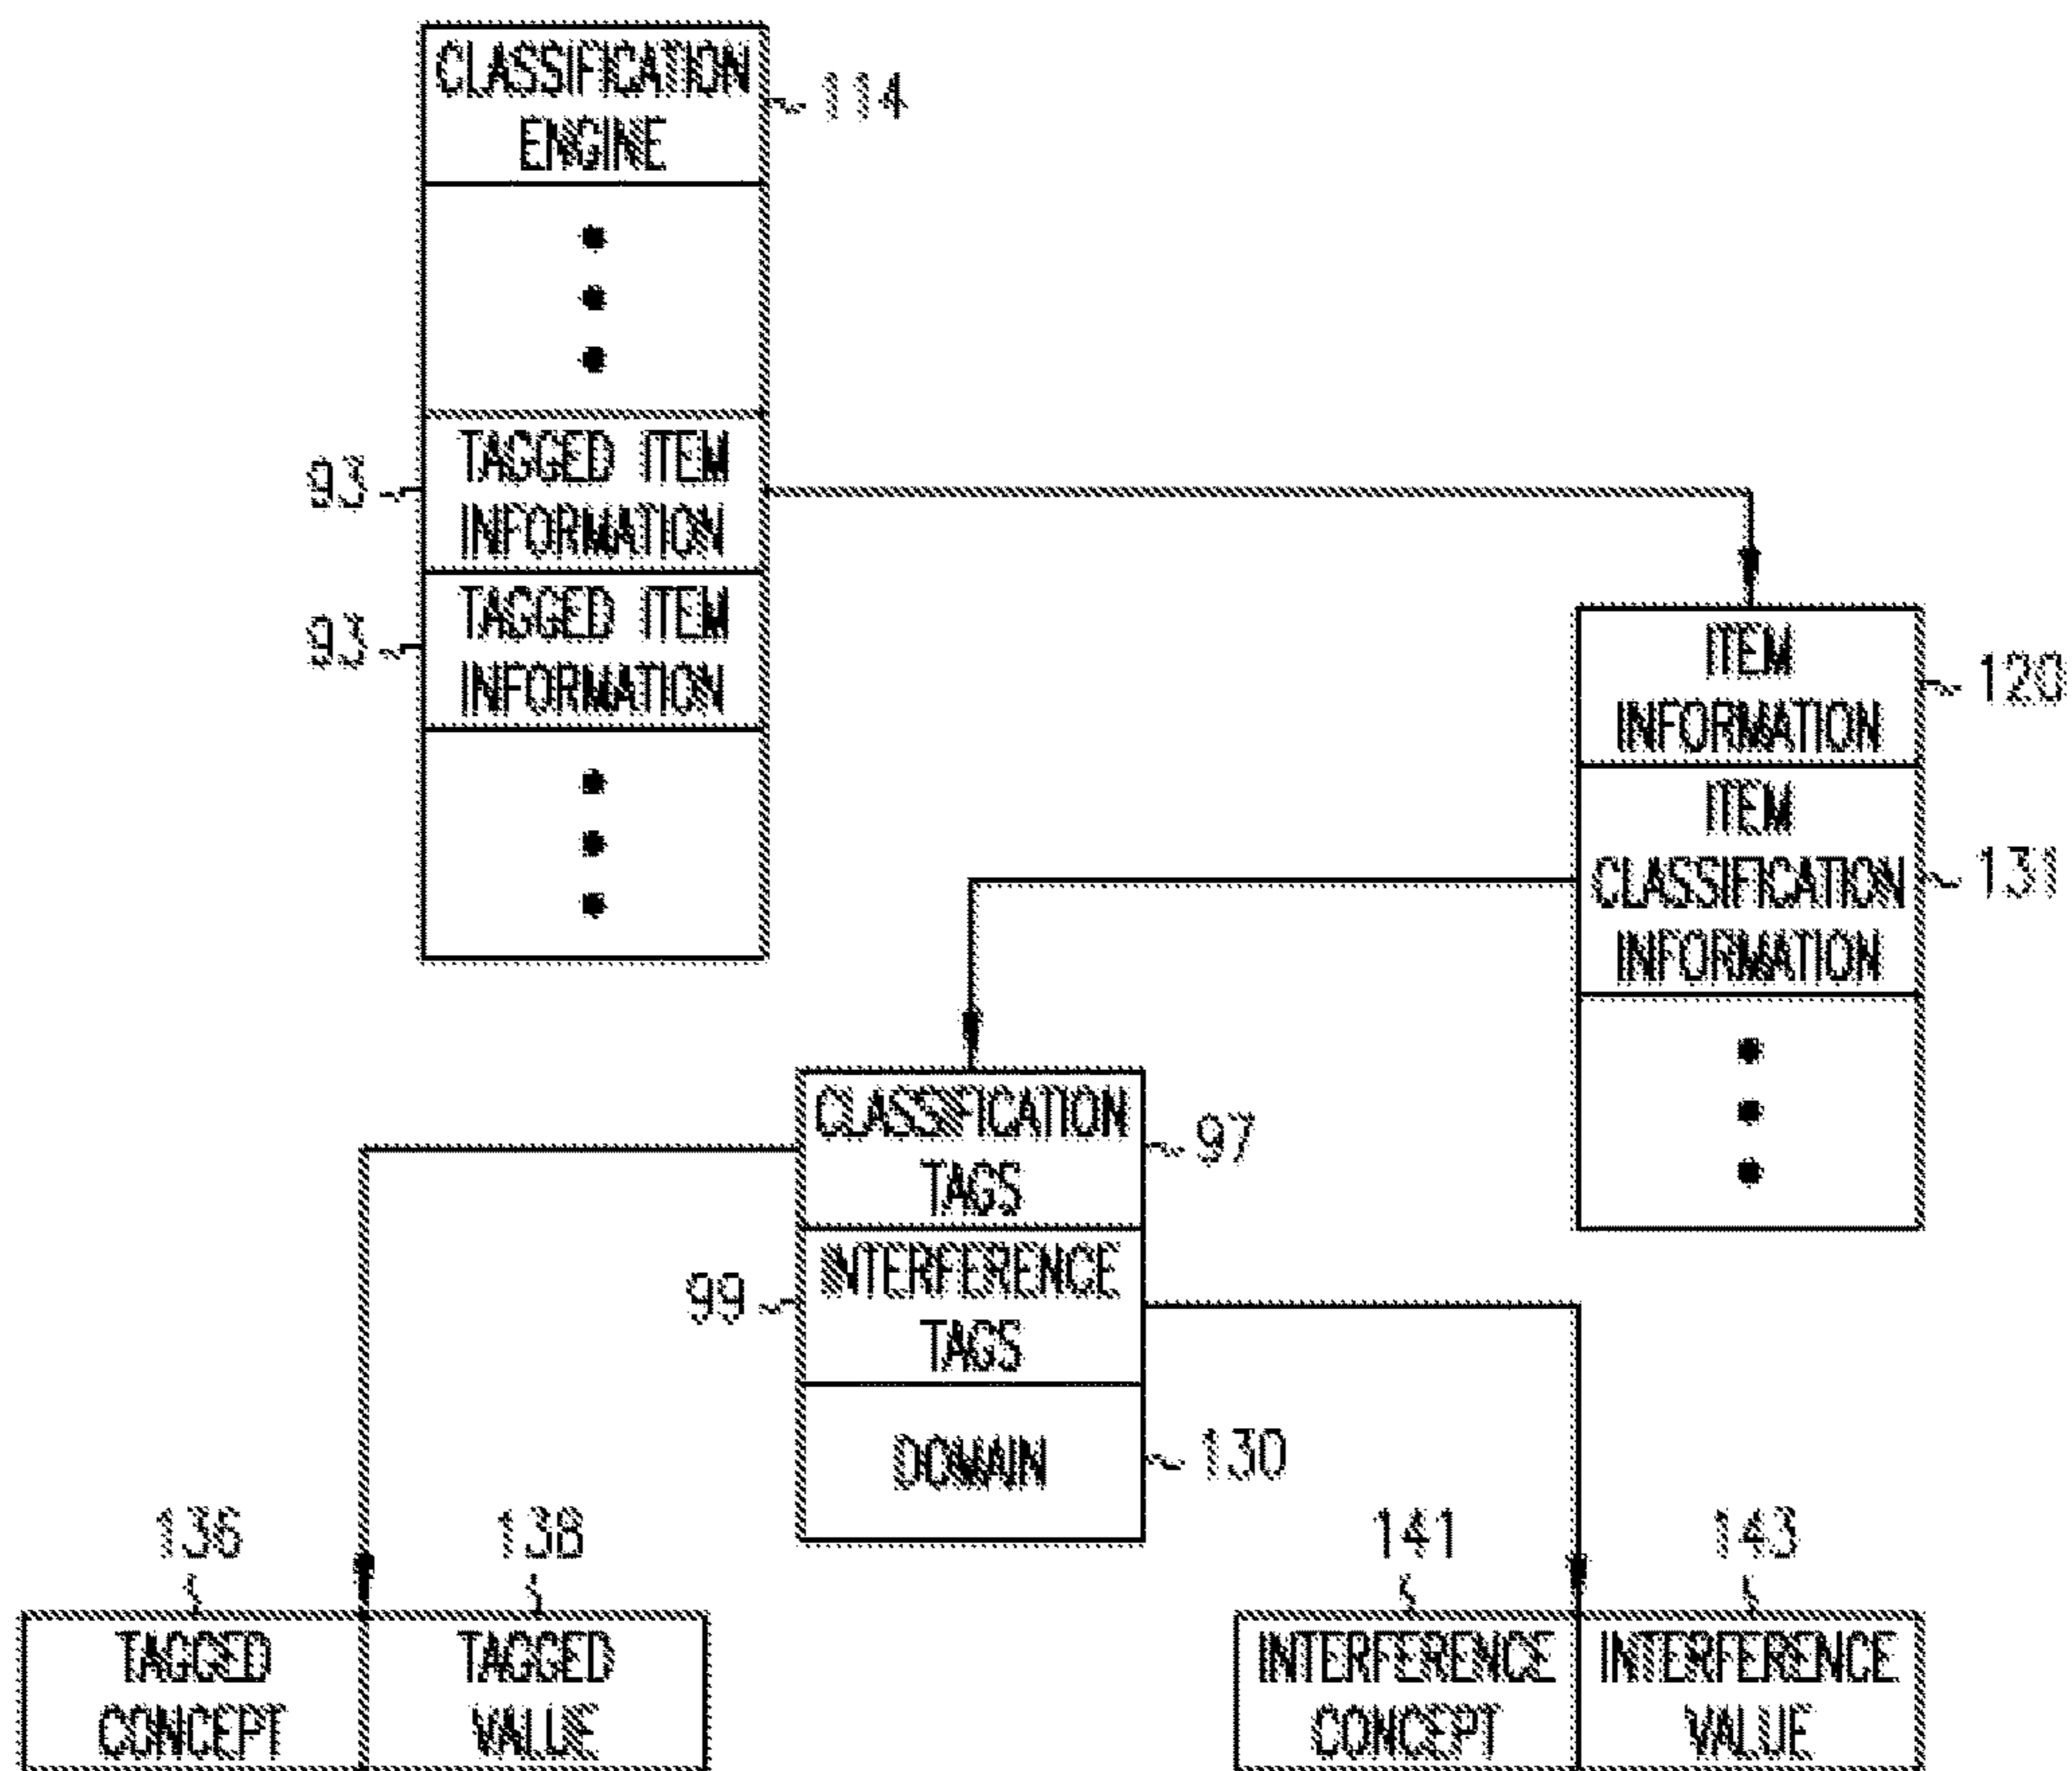 CLASSIFICATION
ENGINE
114
93
TAGGED ITEM
INFORMATION
93
TAGGED ITEM
INFORMATION
ITEM
INFORMATION
120
ITEM
CLASSIFICATION
INFORMATION
131
CLASSIFICATION
TAGS
97
99
INTERFERENCE
TAGS
DOMAIN
130
136
138
141
143
TAGGED
CONCEPT
TAGGED
VALUE
INTERFERENCE
CONCEPT
INTERFERENCE
VALUE